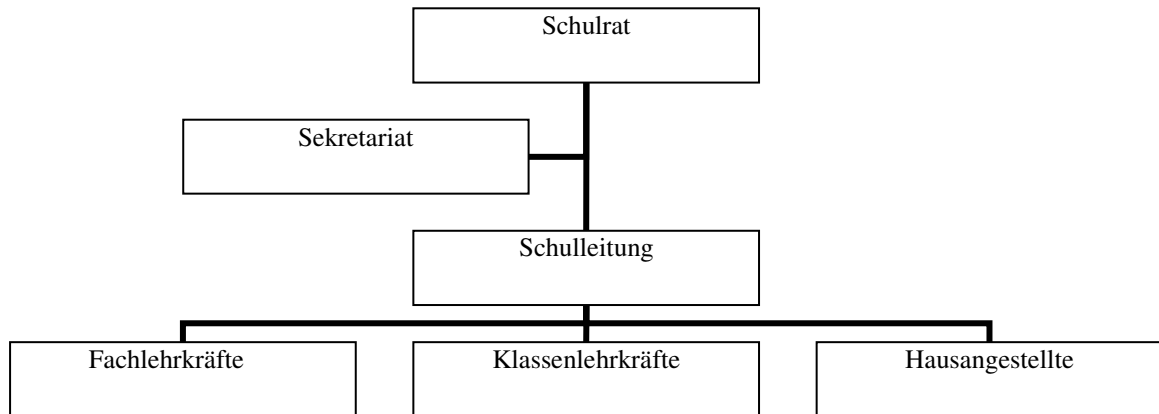 Schulrat
Sekretariat
Schulleitung
Fachlehrkräfte
Klassenlehrkräfte
Hausangestellte